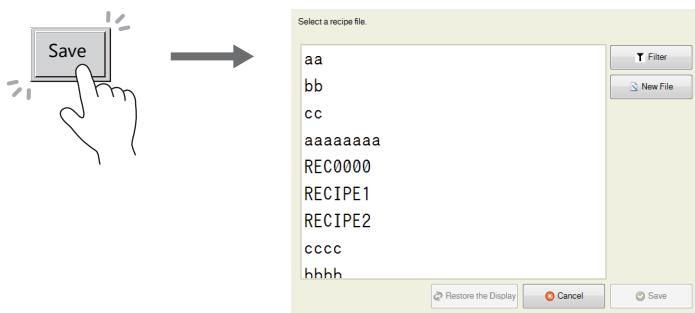 Save
Select a recipe file.
aa
bb
cc
aaaaaaaa
REC0000
RECIPE1
RECIPE2
cccc
bbbb
Filter
New File
Restore the Display
Cancel
Save